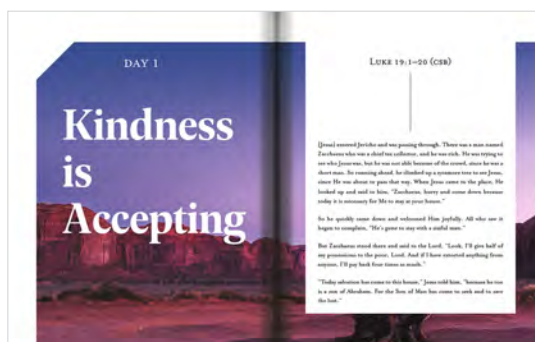 DAY 1
Kindness
is
Accepting
LUKE 19:1–20 (CSB)
[Jesus] entered Jericho and was passing through. There was a man named
Zacchaeus who was a chief tax collector, and he was rich. He was trying to
see who Jesus was, but he was not able because of the crowd, since he was a
short man. So running ahead, he climbed up a sycamore tree to see Jesus,
since He was about to pass that way. When Jesus came to the place, He
looked up and said to him, "Zacchaeus, hurry and come down because
today it is necessary for Me to stay at your house."
So he quickly came down and welcomed Him joyfully. All who saw it
began to complain, "He's gone to stay with a sinful man."
But Zacchaeus stood there and said to the Lord, "Look, I'll give half of
my possessions to the poor, Lord. And if I have extorted anything from
anyone, I'll pay back four times as much."
"Today salvation has come to this house," Jesus told him, "because he too
is a son of Abraham. For the Son of Man has come to seek and to save
the lost."